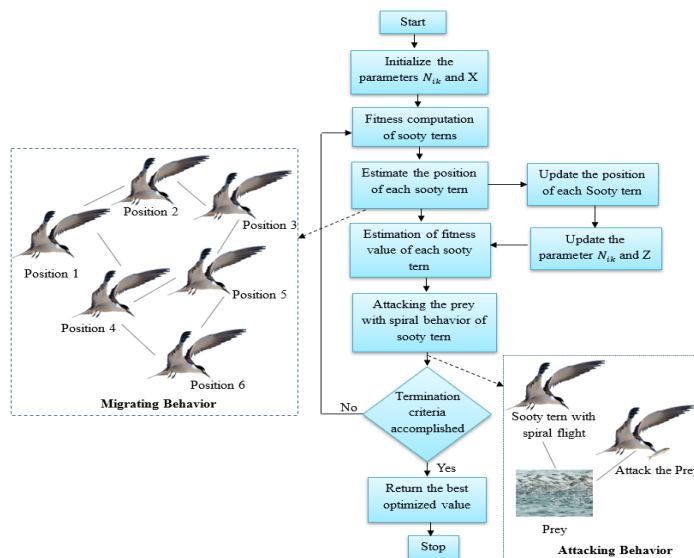 Start
Initialize the
parameters N_ik and X
Fitness computation
of sooty terns
Estimate the position
of each sooty tern
Update the position
of each Sooty tern
Estimation of fitness
value of each sooty
tern
Update the
parameter N_ik and Z
Attacking the prey
with spiral behavior of
sooty tern
Termination
criteria
accomplished
No
Yes
Return the best
optimized value
Stop
Position 1
Position 2
Position 3
Position 4
Position 5
Position 6
Migrating Behavior
Sooty tern with
spiral flight
Attack the Prey
Prey
Attacking Behavior